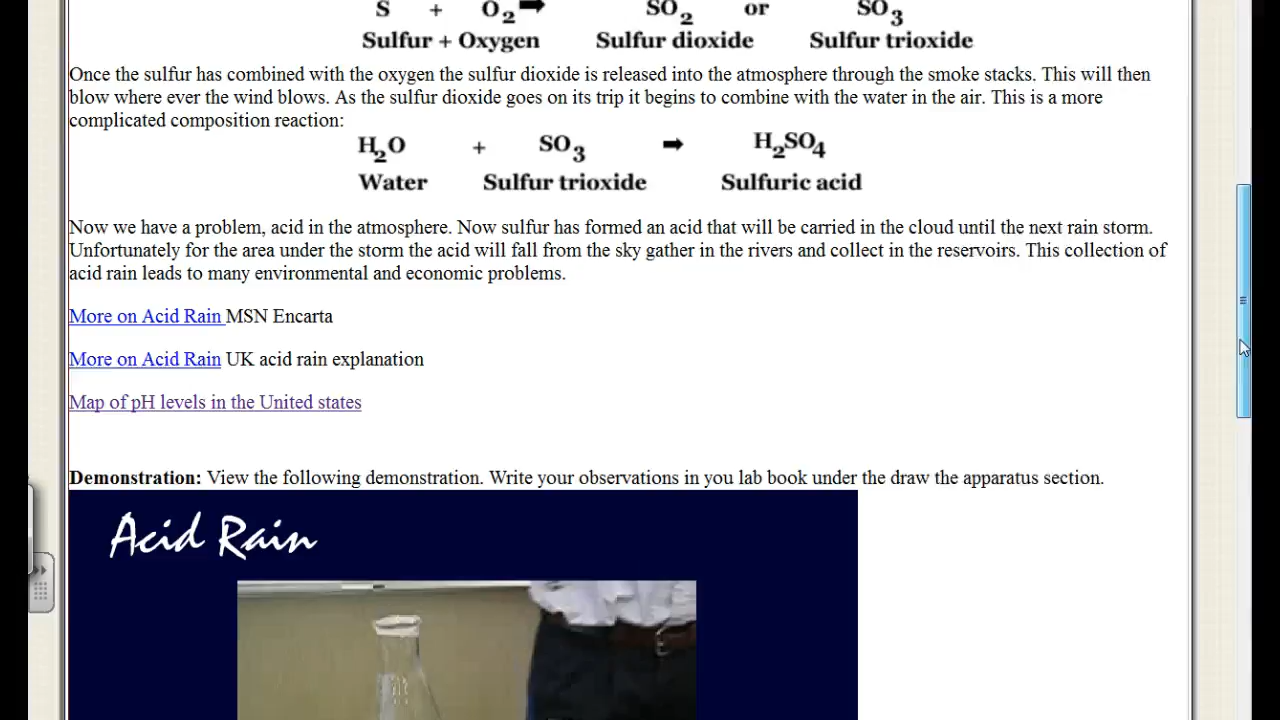 S + O2 ➡ SO2 or SO3
Sulfur + Oxygen Sulfur dioxide Sulfur trioxide
Once the sulfur has combined with the oxygen the sulfur dioxide is released into the atmosphere through the smoke stacks. This will then
blow where ever the wind blows. As the sulfur dioxide goes on its trip it begins to combine with the water in the air. This is a more
complicated composition reaction:
H2O + SO3 ➡ H2SO4
Water Sulfur trioxide Sulfuric acid
Now we have a problem, acid in the atmosphere. Now sulfur has formed an acid that will be carried in the cloud until the next rain storm.
Unfortunately for the area under the storm the acid will fall from the sky gather in the rivers and collect in the reservoirs. This collection of
acid rain leads to many environmental and economic problems.
More on Acid Rain MSN Encarta
More on Acid Rain UK acid rain explanation
Map of pH levels in the United states
Demonstration: View the following demonstration. Write your observations in you lab book under the draw the apparatus section.
Acid Rain